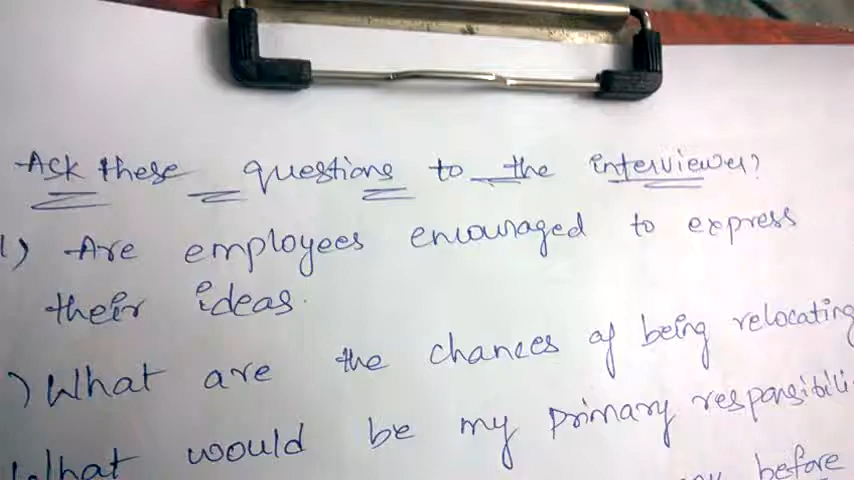 Ask these questions to the interviewer?
1) Are employees encouraged to express
their ideas.
) What are the chances of being relocating
What would be my primary responsibili
before